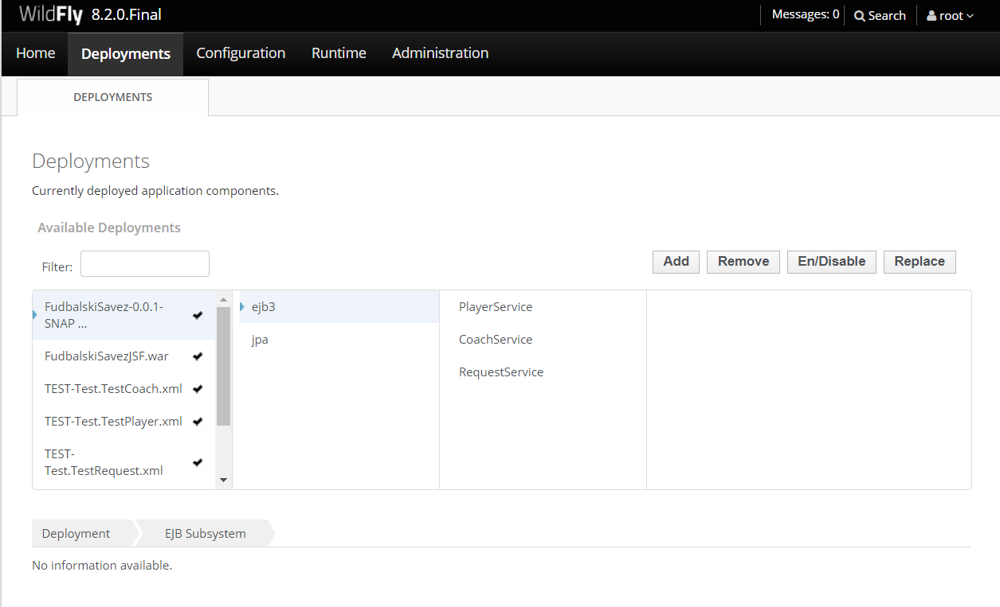 WildFly 8.2.0.Final Messages: 0 Search root
Home Deployments Configuration Runtime Administration
DEPLOYMENTS
Deployments
Currently deployed application components.
Available Deployments
Filter: Add Remove En/Disable Replace
FudbalskiSavez-0.0.1-
SNAP ...
ejb3
PlayerService
jpa
CoachService
FudbalskiSavezJSF.war
RequestService
TEST-Test.TestCoach.xml
TEST-Test.TestPlayer.xml
TEST-
Test.TestRequest.xml
Deployment EJB Subsystem
No information available.